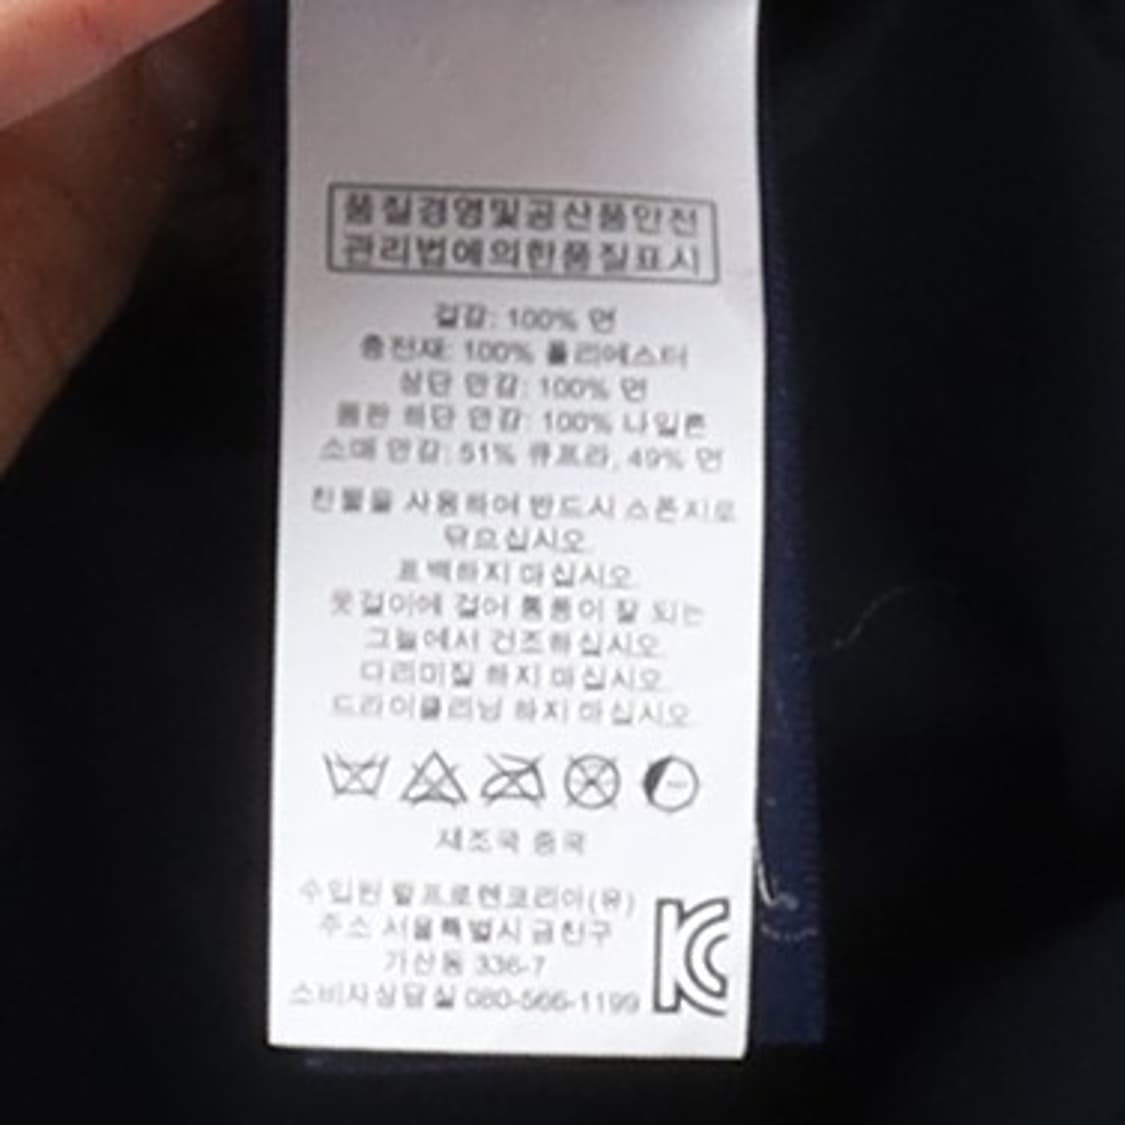 품질경영및공산품안전
관리법에의한품질표시
겉감: 100% 면
충전재: 100% 폴리에스터
상단 안감: 100% 면
몸판 하단 안감: 100% 나일론
소매 안감: 51% 큐프라, 49% 면
찬물을 사용하여 반드시 스폰지로
닦으십시오.
표백하지 마십시오.
옷걸이에 걸어 통풍이 잘 되는
그늘에서 건조하십시오.
다리미질 하지 마십시오.
드라이클리닝 하지 마십시오.
제조국 중국
수입원 랄프로렌코리아(유)
주소 서울특별시 금천구
가산동 336-7
소비자상담실 080-566-1199
KC